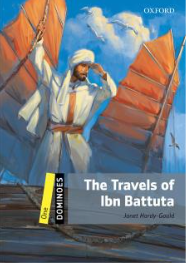 OXFORD
The Travels of
Ibn Battuta
Janet Hardy-Gould
One
DOMINOES